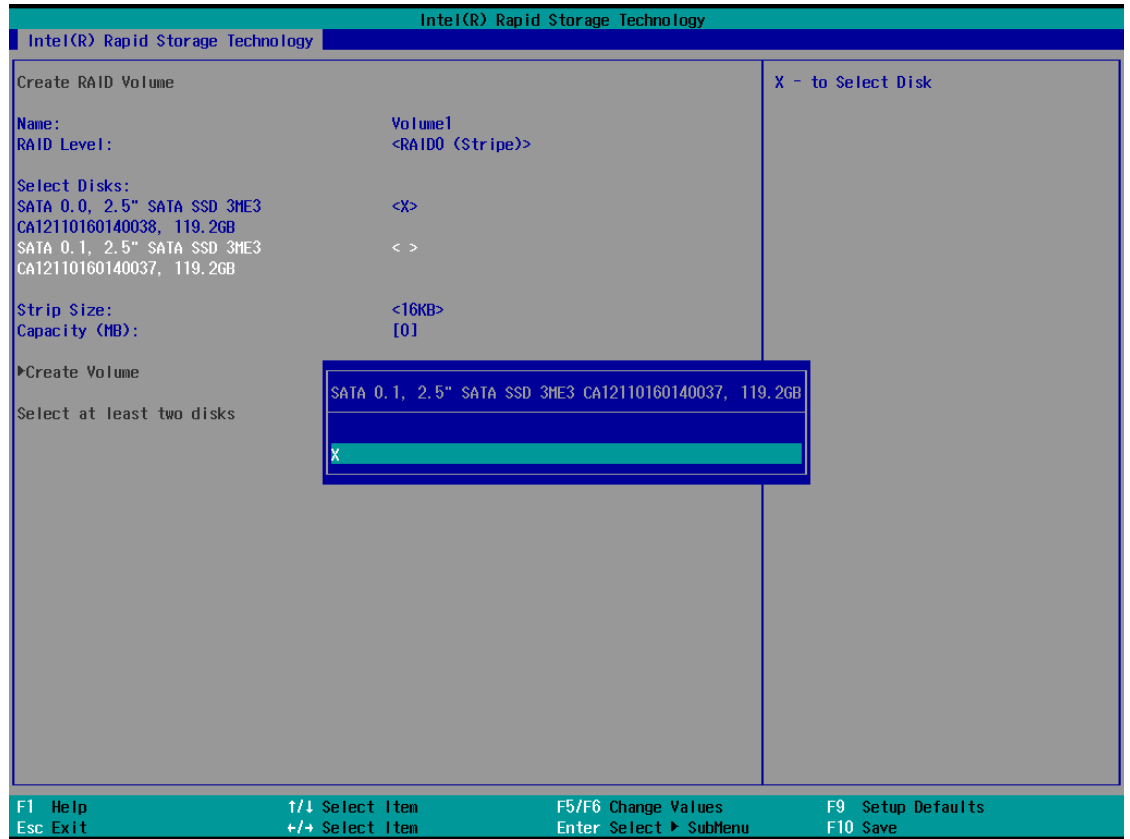 Intel(R) Rapid Storage Technology
Intel(R) Rapid Storage Technology
Create RAID Volume
X - to Select Disk
Name: Volume1
RAID Level: <RAID0 (Stripe)>
Select Disks:
SATA 0.0, 2.5" SATA SSD 3ME3 <X>
CA12110160140038, 119.2GB
SATA 0.1, 2.5" SATA SSD 3ME3 < >
CA12110160140037, 119.2GB
Strip Size: <16KB>
Capacity (MB): [0]
▶Create Volume
Select at least two disks
SATA 0.1, 2.5" SATA SSD 3ME3 CA12110160140037, 119.2GB
X
F1 Help ↑/↓ Select Item F5/F6 Change Values F9 Setup Defaults
Esc Exit ←/→ Select Item Enter Select ▶ SubMenu F10 Save